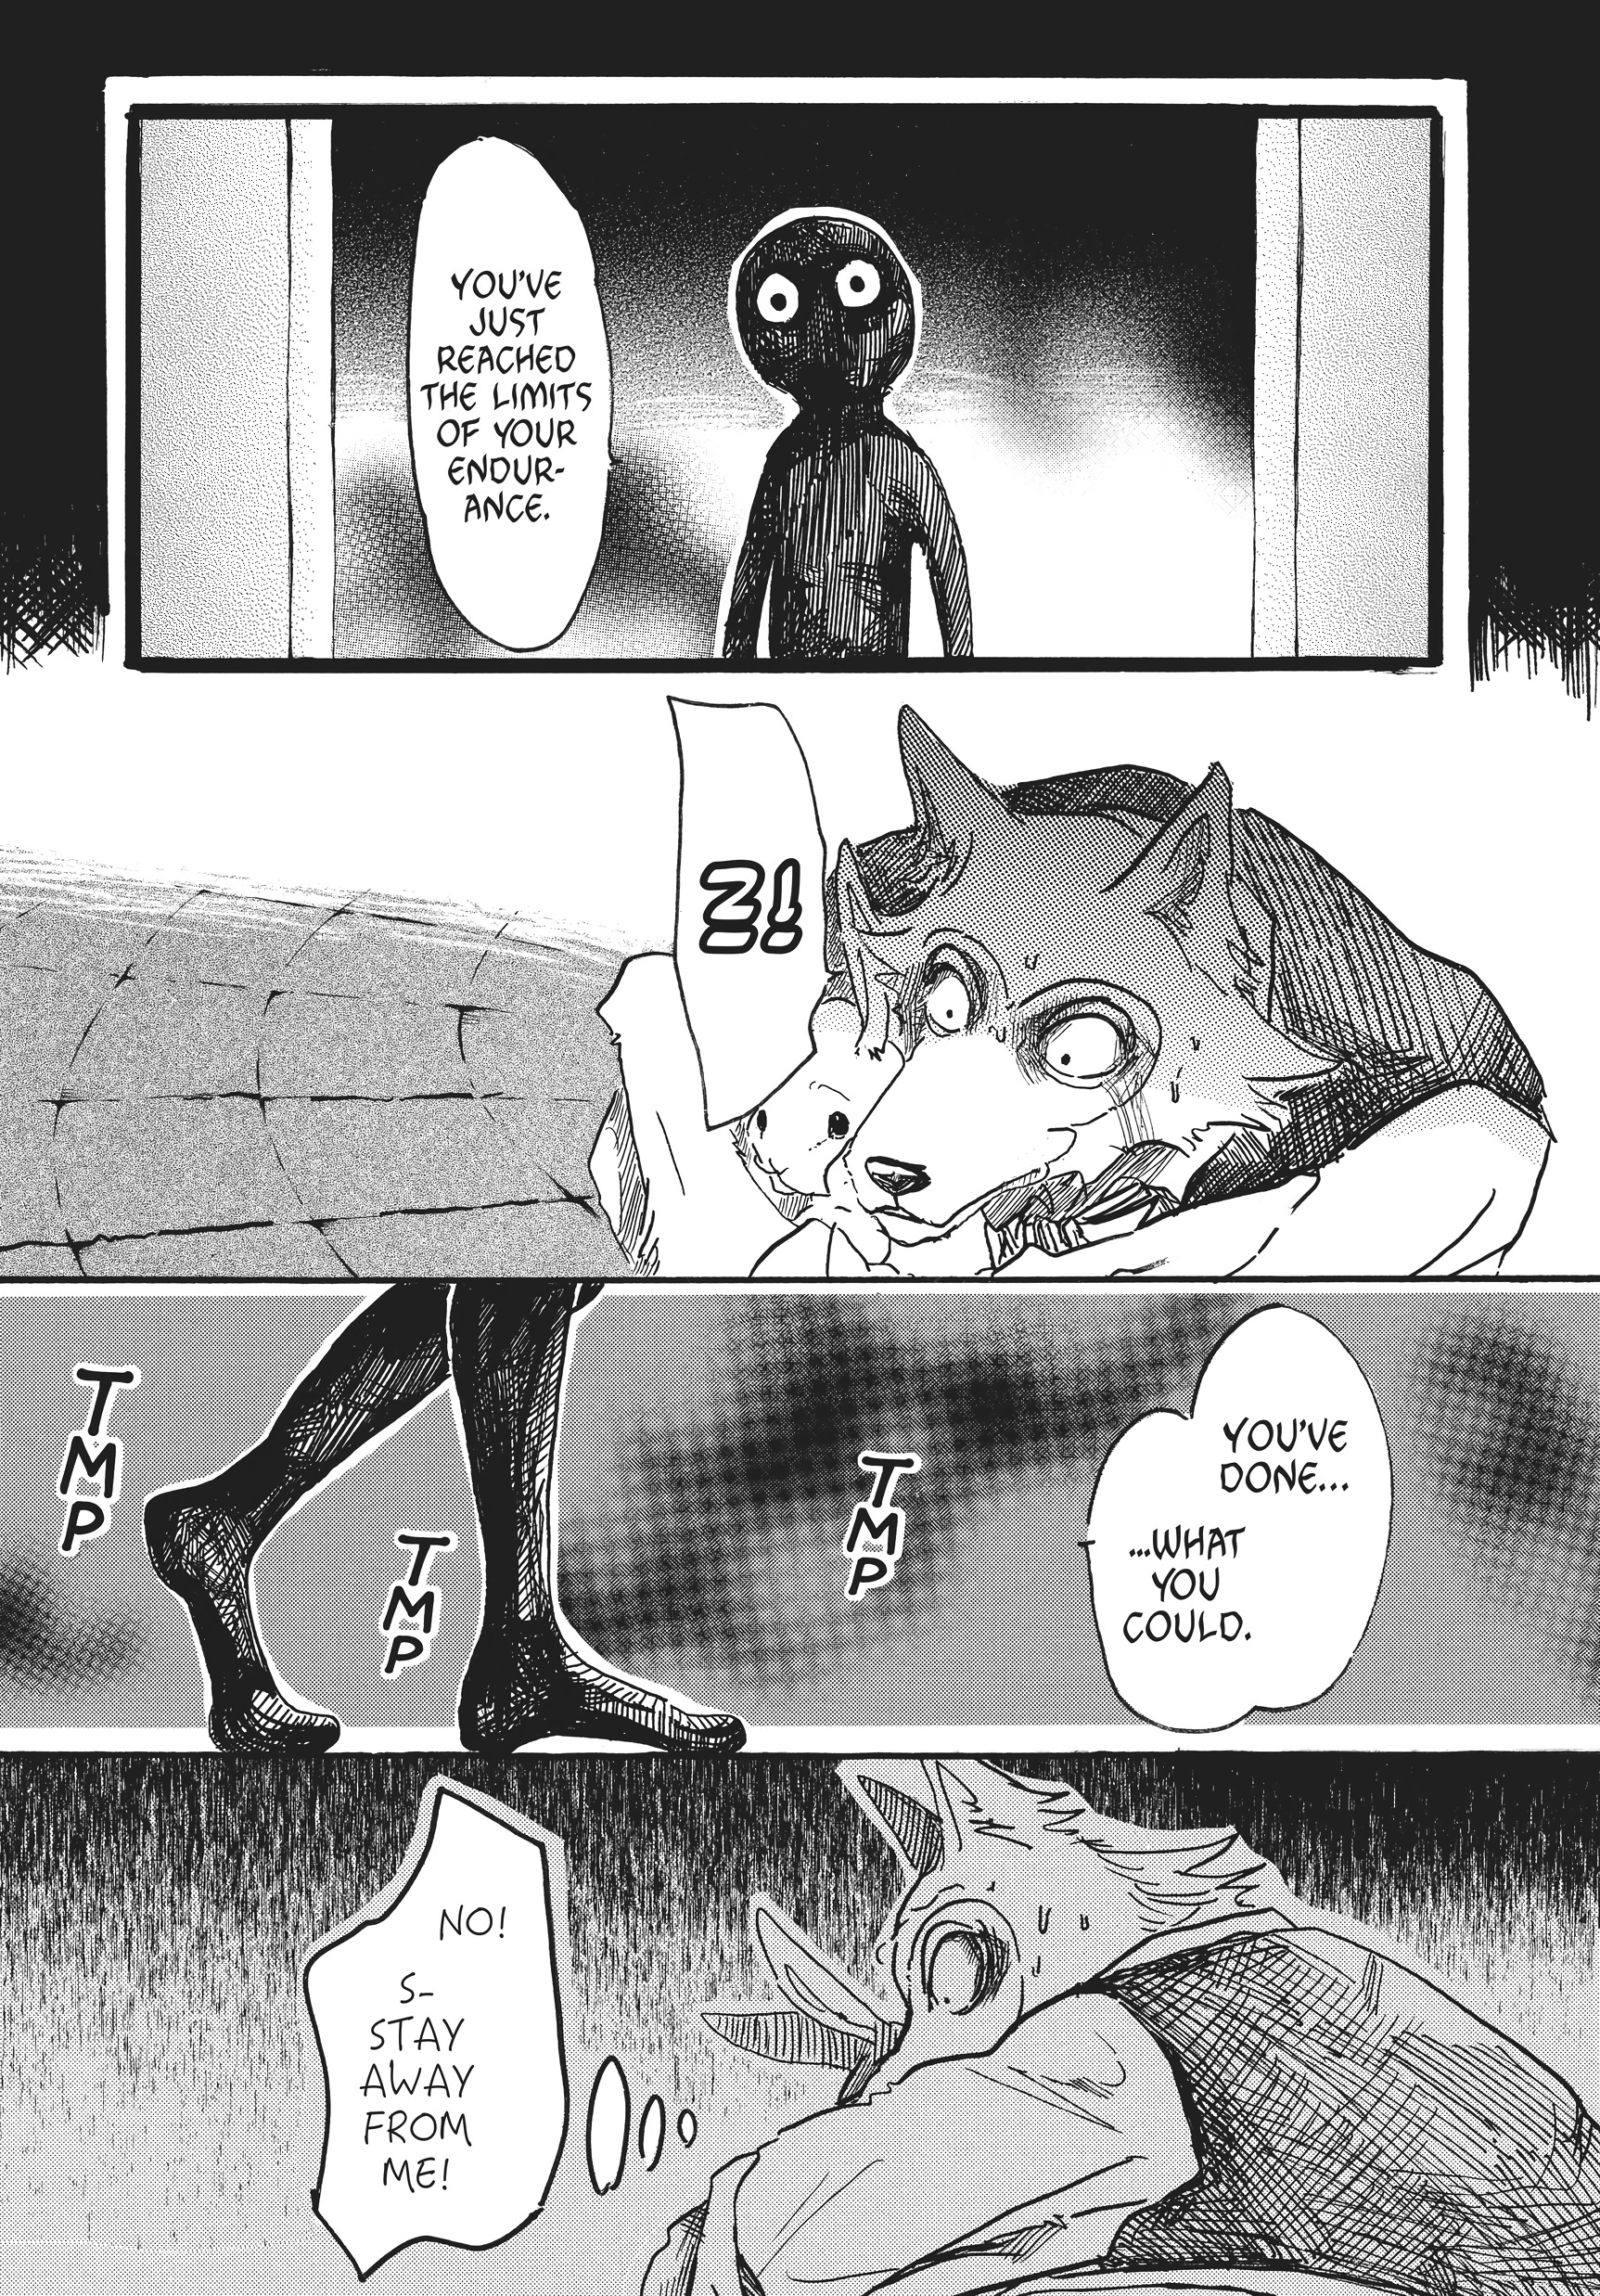 YOU'VE
JUST
REACHED
THE LIMITS
OF YOUR
ENDUR-
ANCE.
YOU'VE
DONE...
...WHAT
YOU
COULD.
TMP
TMP
TMP
NO!
S-
STAY
AWAY
FROM
ME!